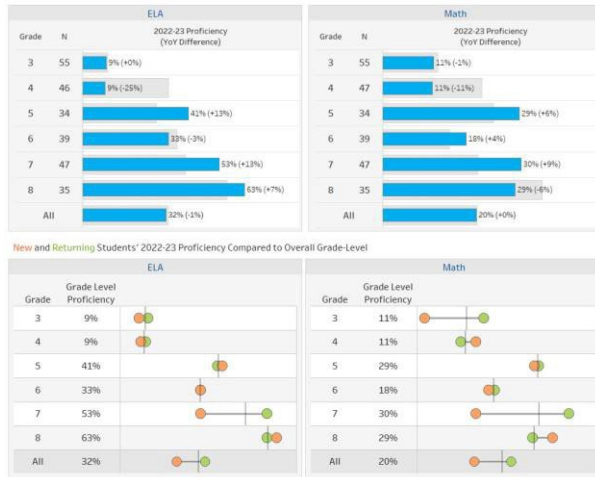 ELA
Grade N 2022-23 Proficiency
(YoY Difference)
3 55 9% (+0%)
4 46 9% (-25%)
5 34 41% (+13%)
6 39 33% (-3%)
7 47 53% (+13%)
8 35 63% (+7%)
All 32% (-1%)
Math
Grade N 2022-23 Proficiency
(YoY Difference)
3 55 11% (-1%)
4 47 11% (-11%)
5 34 29% (+6%)
6 39 18% (+4%)
7 47 30% (+9%)
8 35 29% (-6%)
All 20% (+0%)
New and Returning Students' 2022-23 Proficiency Compared to Overall Grade-Level
ELA
Grade Level
Grade Proficiency
3 9%
4 9%
5 41%
6 33%
7 53%
8 63%
All 32%
Math
Grade Level
Grade Proficiency
3 11%
4 11%
5 29%
6 18%
7 30%
8 29%
All 20%